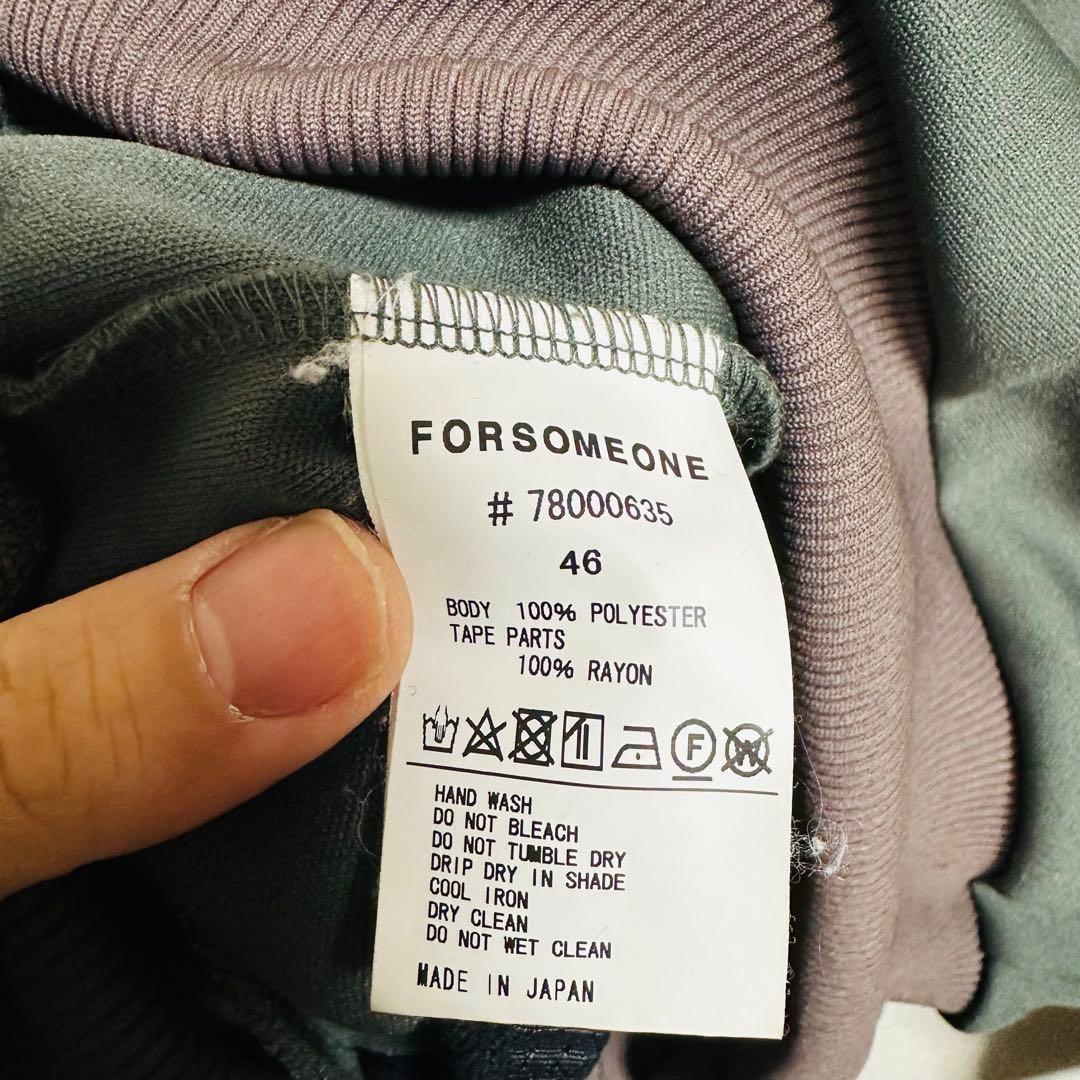 FORSOMEONE
# 78000635
46
BODY 100% POLYESTER
TAPE PARTS
100% RAYON
F W
HAND WASH
DO NOT BLEACH
DO NOT TUMBLE DRY
DRIP DRY IN SHADE
COOL IRON
DRY CLEAN
DO NOT WET CLEAN
MADE IN JAPAN